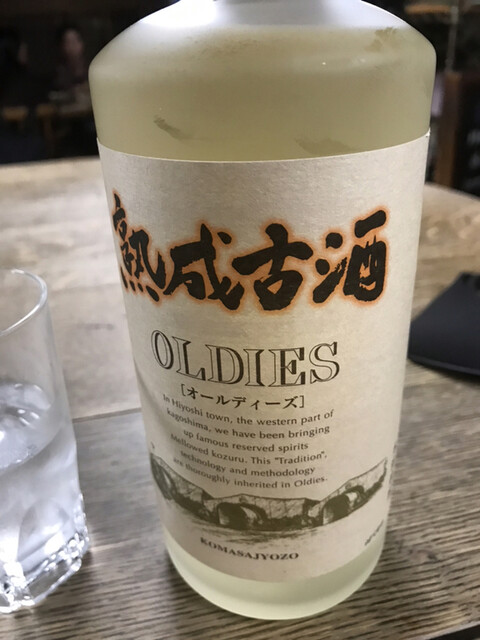 熟成古酒
OLDIES
[オールディーズ]
In Hiyoshi town, the western part of
Kagoshima, we have been bringing
up famous reserved spirits
Mellowed kozuru. This "Tradition",
technology and methodology
are thoroughly inherited in Oldies.
KOMASAJYOZO